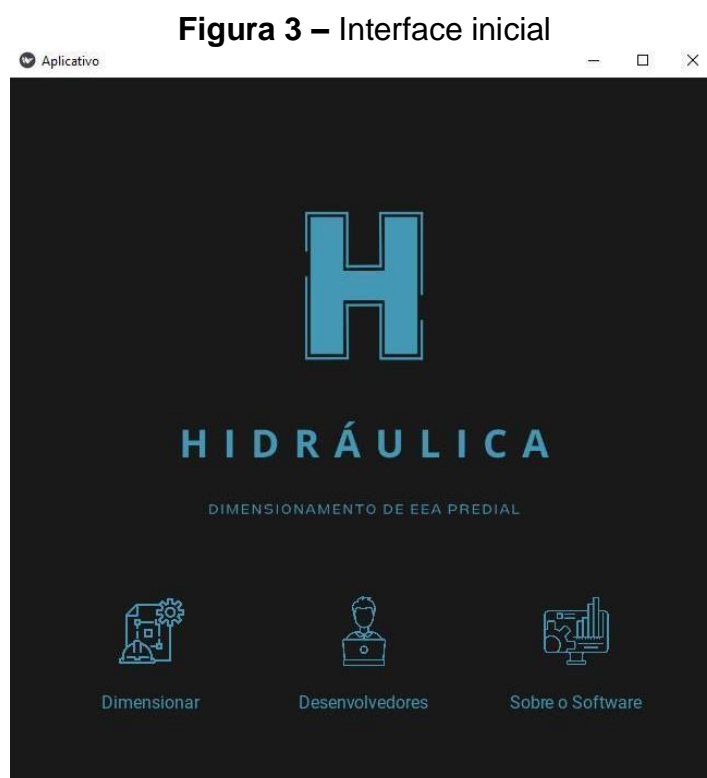 Figura 3 – Interface inicial
Aplicativo
H
HIDRÁULICA
DIMENSIONAMENTO DE EEA PREDIAL
Dimensionar Desenvolvedores Sobre o Software